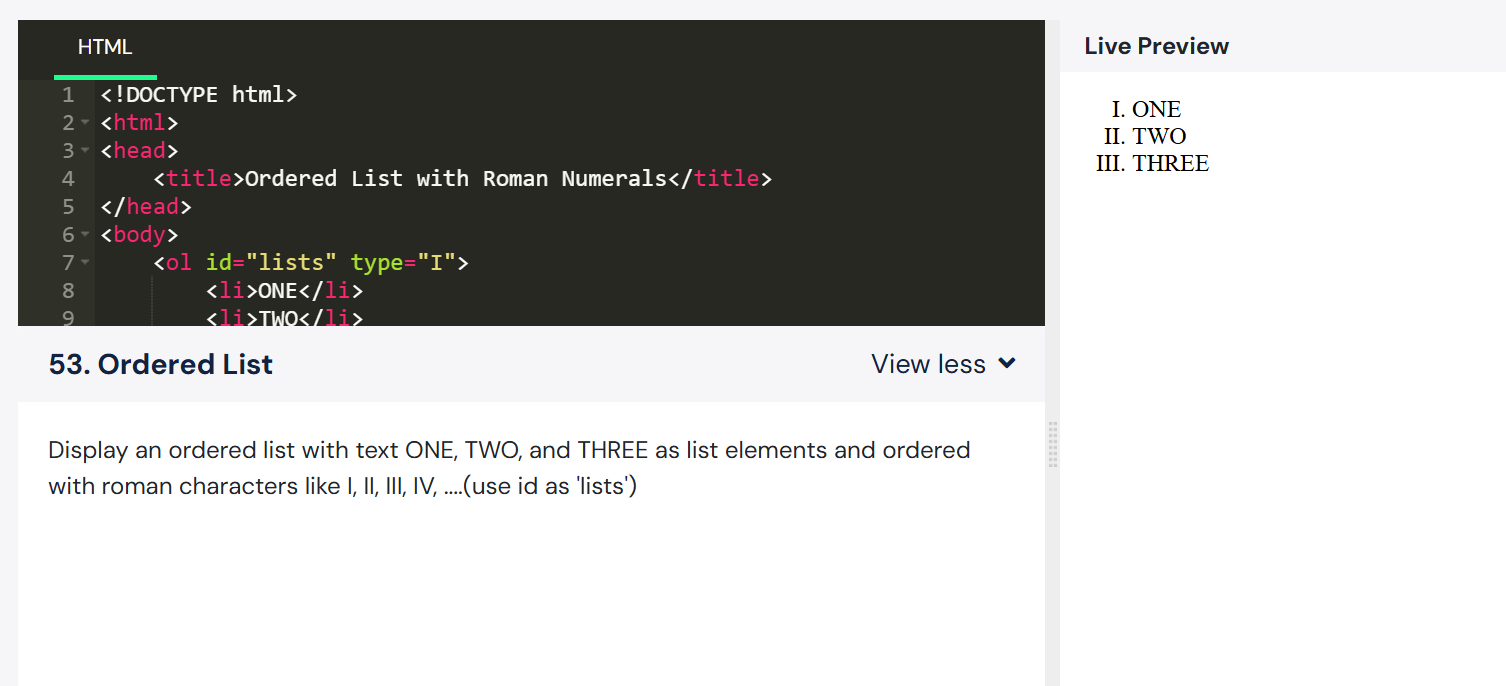 HTML
Live Preview
1 <!DOCTYPE html>
2 <html>
3 <head>
4     <title>Ordered List with Roman Numerals</title>
5 </head>
6 <body>
7     <ol id="lists" type="I">
8         <li>ONE</li>
9         <li>TWO</li>
I. ONE
II. TWO
III. THREE
53. Ordered List
View less
Display an ordered list with text ONE, TWO, and THREE as list elements and ordered
with roman characters like I, II, III, IV, ....(use id as 'lists')